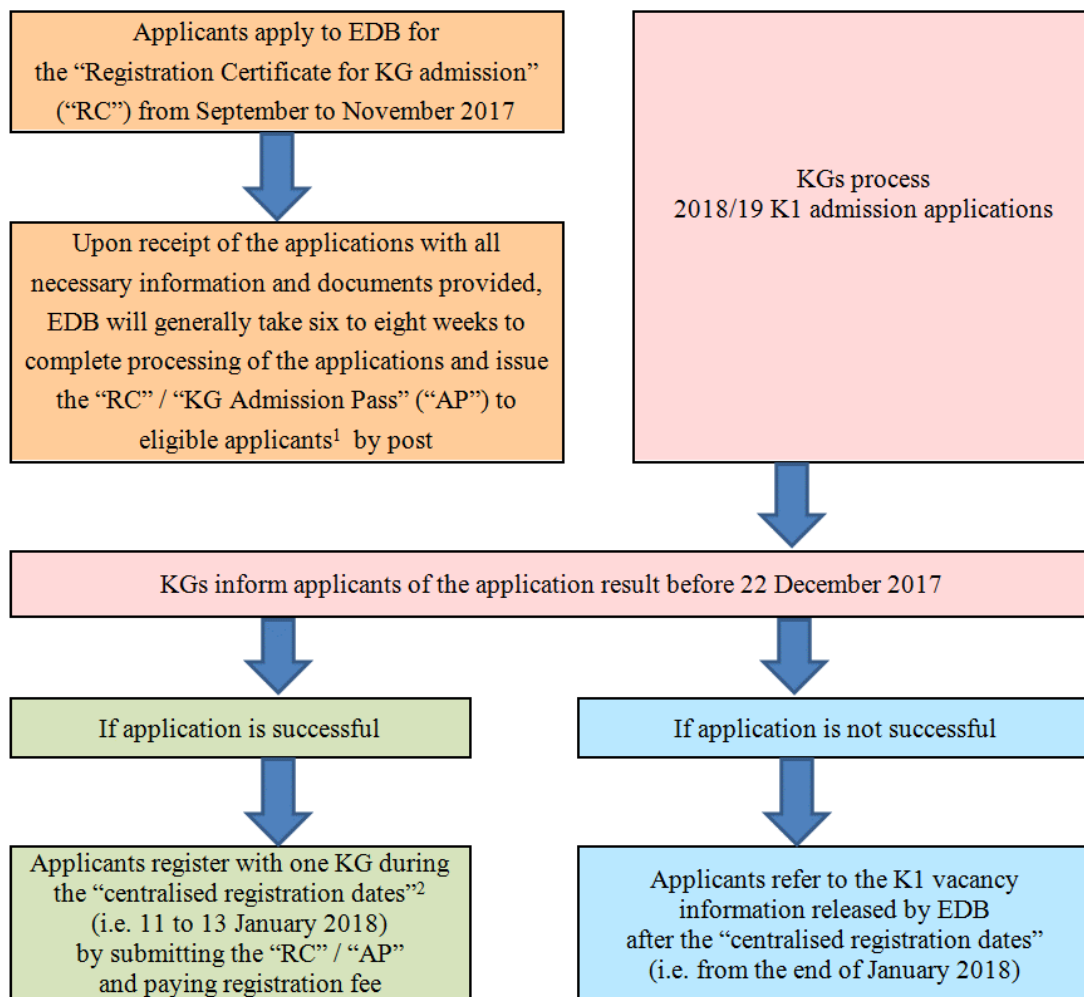 Applicants apply to EDB for
the “Registration Certificate for KG admission”
(“RC”) from September to November 2017
Upon receipt of the applications with all
necessary information and documents provided,
EDB will generally take six to eight weeks to
complete processing of the applications and issue
the “RC” / “KG Admission Pass” (“AP”) to
eligible applicants¹ by post
KGs process
2018/19 K1 admission applications
KGs inform applicants of the application result before 22 December 2017
If application is successful
If application is not successful
Applicants register with one KG during
the “centralised registration dates”²
(i.e. 11 to 13 January 2018)
by submitting the “RC” / “AP”
and paying registration fee
Applicants refer to the K1 vacancy
information released by EDB
after the “centralised registration dates”
(i.e. from the end of January 2018)